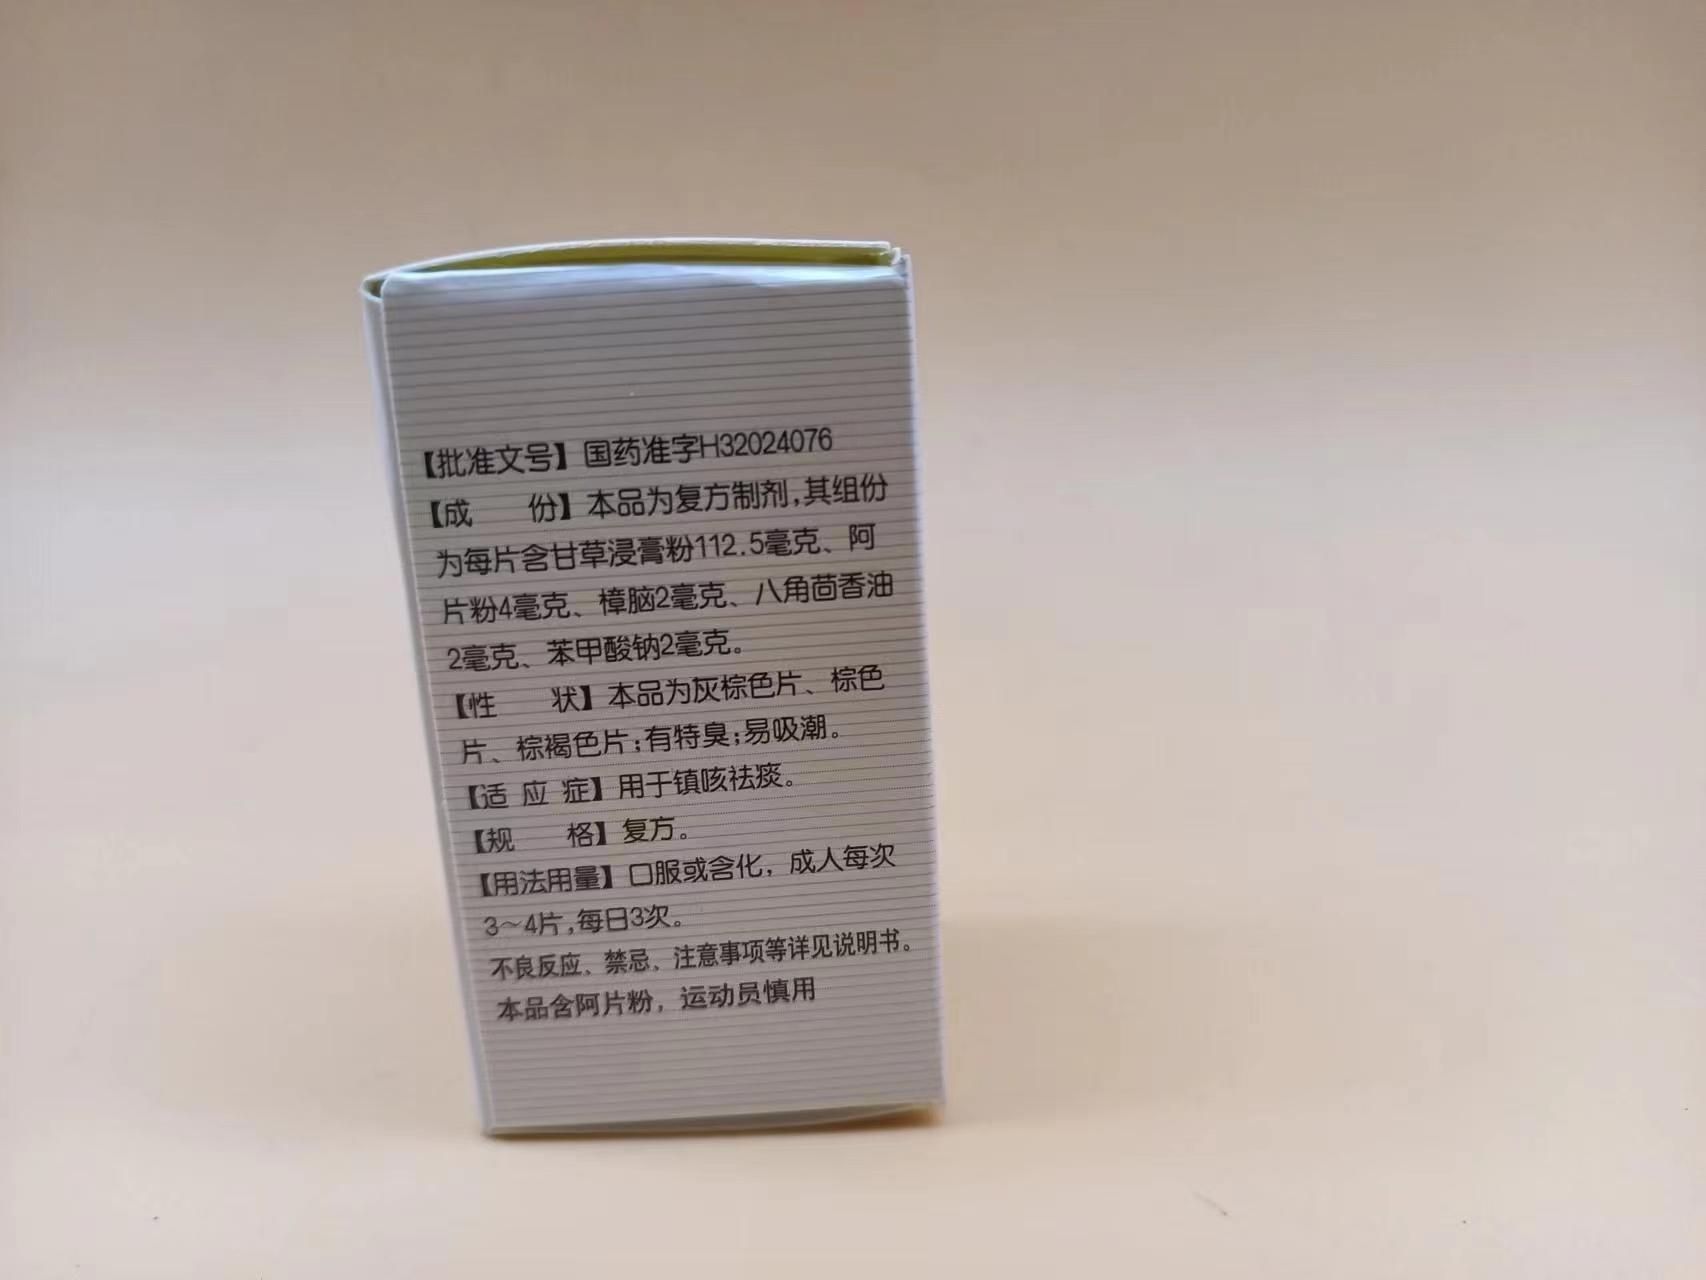 【批准文号】国药准字H32024076
【成 份】本品为复方制剂,其组份
为每片含甘草浸膏粉112.5毫克、阿
片粉4毫克、樟脑2毫克、八角茴香油
2毫克、苯甲酸钠2毫克。
【性 状】本品为灰棕色片、棕色
片、棕褐色片;有特臭;易吸潮。
【适 应 症】用于镇咳祛痰。
【规 格】复方。
【用法用量】口服或含化，成人每次
3～4片,每日3次。
不良反应、禁忌、注意事项等详见说明书。
本品含阿片粉，运动员慎用